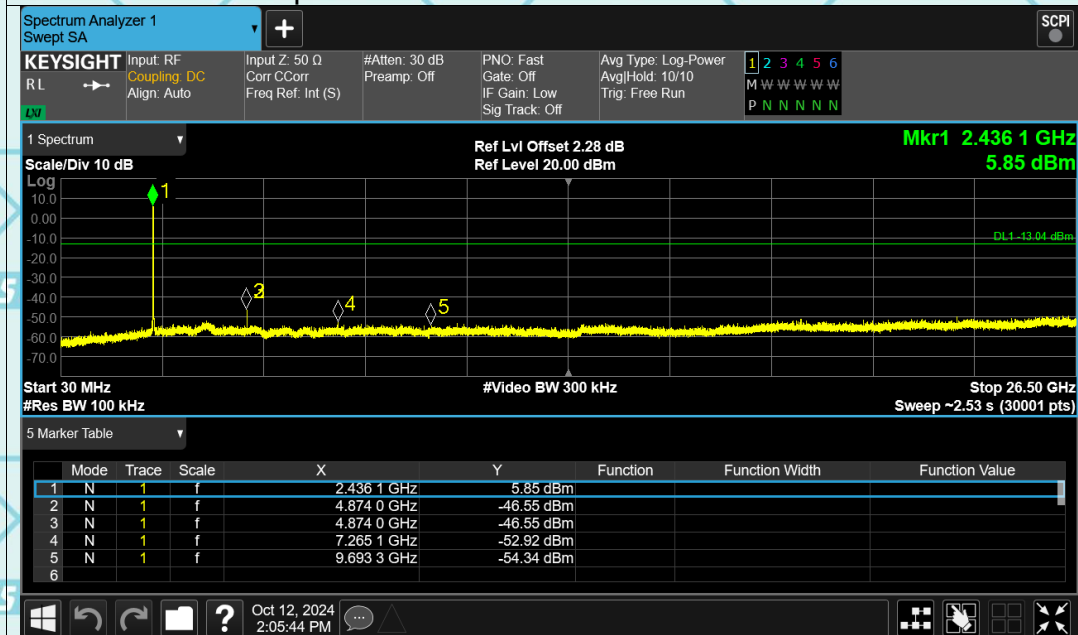 Spectrum Analyzer 1
Swept SA
+
SCPI
KEYSIGHT
R L
LXI
Input: RF
Coupling: DC
Align: Auto
Input Z: 50 Ω
Corr CCorr
Freq Ref: Int (S)
#Atten: 30 dB
Preamp: Off
PNO: Fast
Gate: Off
IF Gain: Low
Sig Track: Off
Avg Type: Log-Power
Avg|Hold: 10/10
Trig: Free Run
1 2 3 4 5 6
M W W W W W
P N N N N N
1 Spectrum
Scale/Div 10 dB
Ref Lvl Offset 2.28 dB
Ref Level 20.00 dBm
Mkr1 2.436 1 GHz
5.85 dBm
Log
10.0
0.00
-10.0
-20.0
-30.0
-40.0
-50.0
-60.0
-70.0
1
4
5
DL1 -13.04 dBm
Start 30 MHz
#Video BW 300 kHz
Stop 26.50 GHz
#Res BW 100 kHz
Sweep ~2.53 s (30001 pts)
5 Marker Table
Mode Trace Scale X Y Function Function Width Function Value
1 N 1 f 2.436 1 GHz 5.85 dBm
2 N 1 f 4.874 0 GHz -46.55 dBm
3 N 1 f 4.874 0 GHz -46.55 dBm
4 N 1 f 7.265 1 GHz -52.92 dBm
5 N 1 f 9.693 3 GHz -54.34 dBm
6
?
Oct 12, 2024
2:05:44 PM